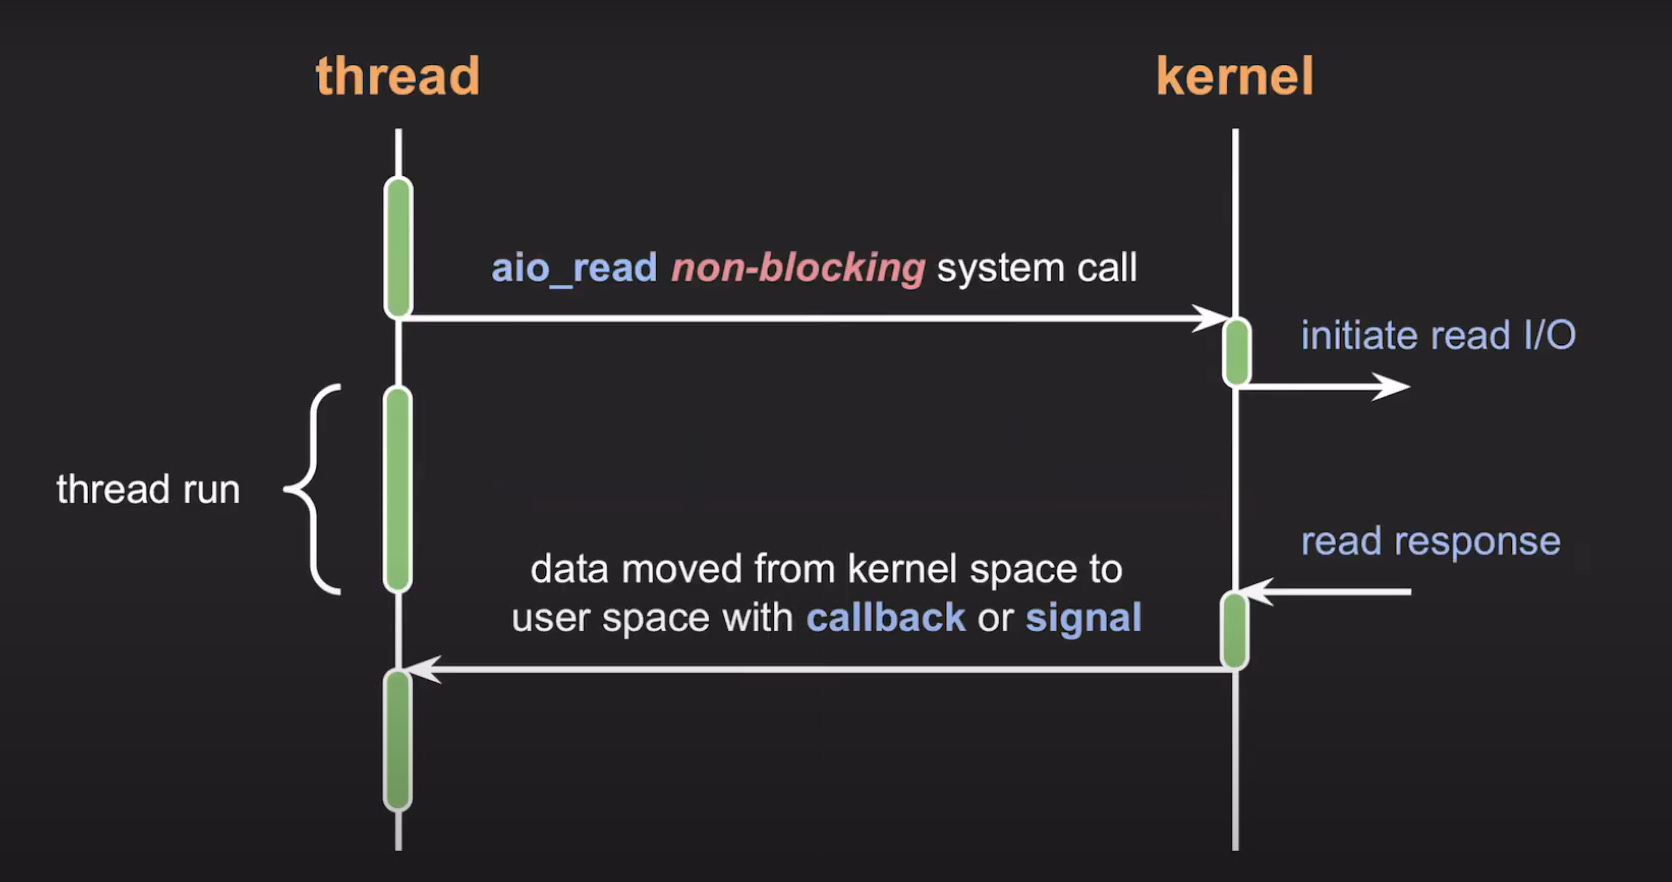 thread
kernel
aio_read non-blocking system call
initiate read I/O
thread run
read response
data moved from kernel space to
user space with callback or signal